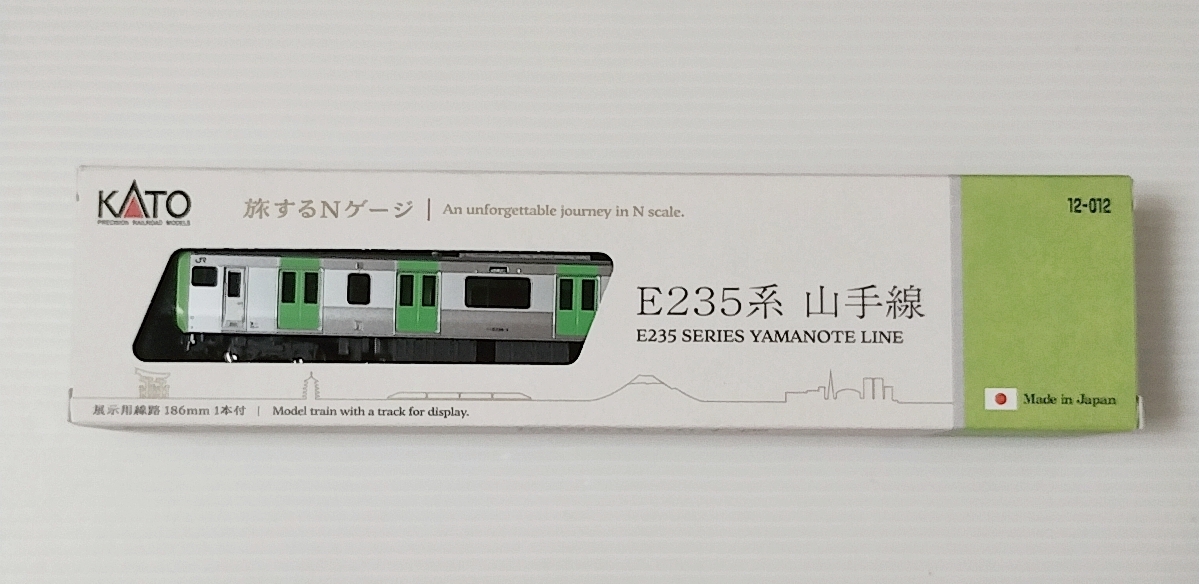 KATO
PRECISION RAILROAD MODELS
旅するNゲージ | An unforgettable journey in N scale.
12-012
JR
E235系 山手線
E235 SERIES YAMANOTE LINE
展示用線路 186mm 1本付 | Model train with a track for display.
Made in Japan